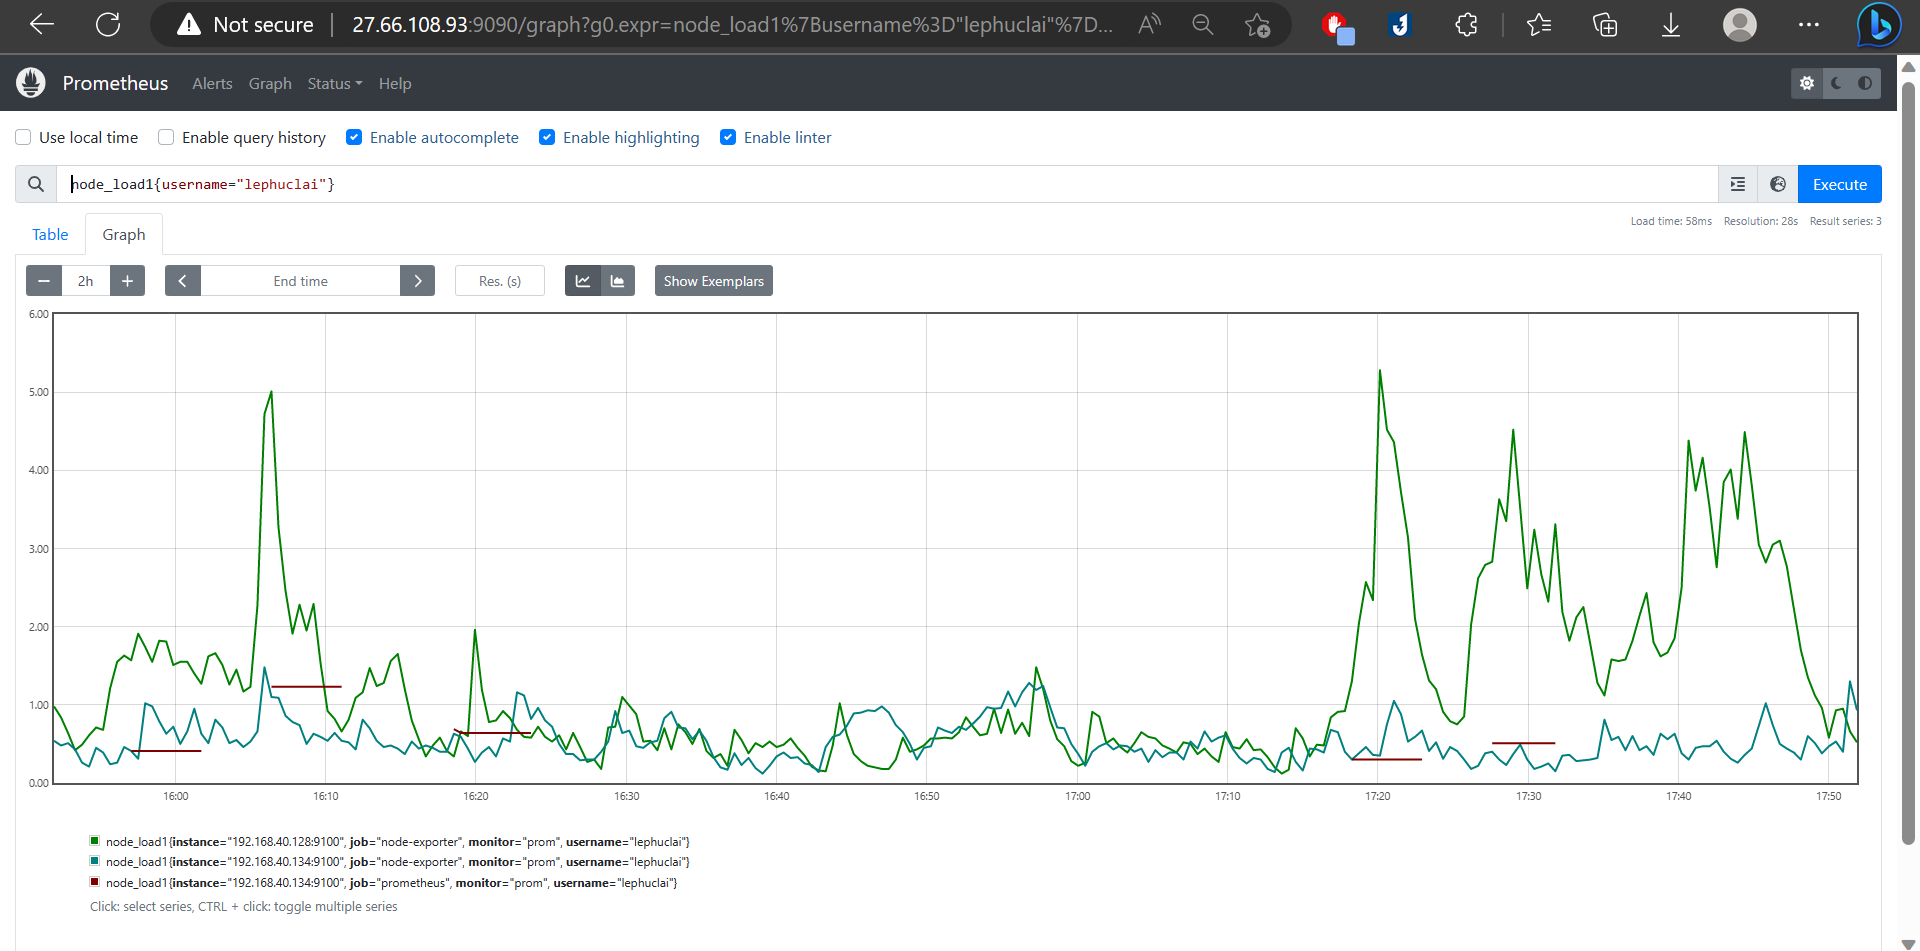 Not secure
27.66.108.93:9090/graph?g0.expr=node_load1%7Busername%3D"lephuclai"%7D...
Prometheus Alerts Graph Status Help
Use local time Enable query history Enable autocomplete Enable highlighting Enable linter
node_load1{username="lephuclai"}
Execute
Load time: 58ms Resolution: 28s Result series: 3
Table Graph
2h End time Res. (s) Show Exemplars
6.00
5.00
4.00
3.00
2.00
1.00
0.00
16:00 16:10 16:20 16:30 16:40 16:50 17:00 17:10 17:20 17:30 17:40 17:50
node_load1{instance="192.168.40.128:9100", job="node-exporter", monitor="prom", username="lephuclai"}
node_load1{instance="192.168.40.134:9100", job="node-exporter", monitor="prom", username="lephuclai"}
node_load1{instance="192.168.40.134:9100", job="prometheus", monitor="prom", username="lephuclai"}
Click: select series, CTRL + click: toggle multiple series